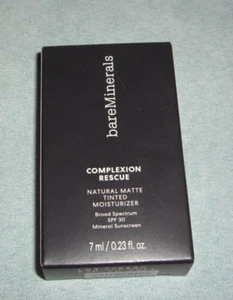 bareMinerals
COMPLEXION
RESCUE
NATURAL MATTE
TINTED
MOISTURIZER
Broad Spectrum
SPF 30
Mineral Sunscreen
7 ml / 0.23 fl. oz.